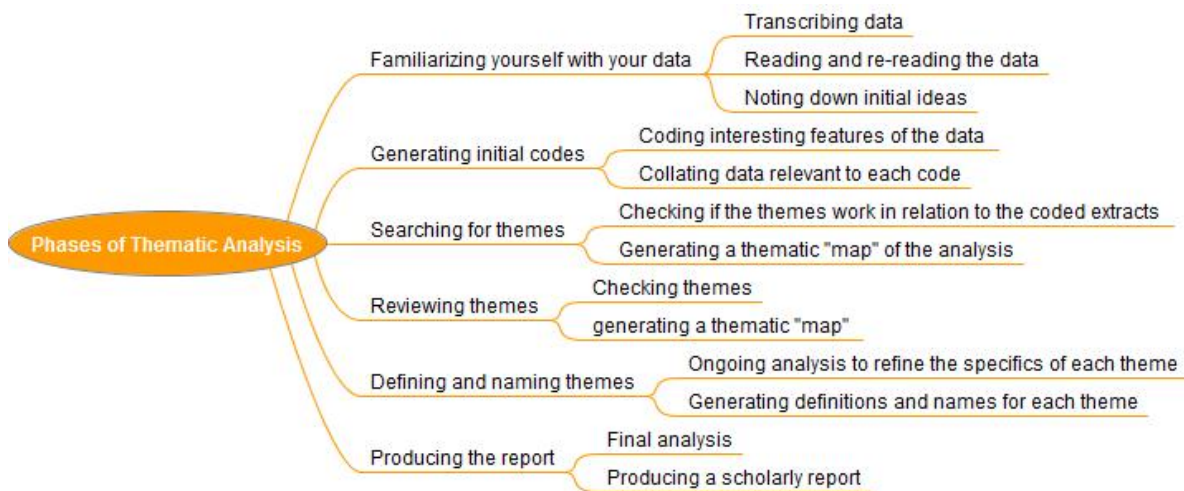 Phases of Thematic Analysis
Familiarizing yourself with your data
Transcribing data
Reading and re-reading the data
Noting down initial ideas
Generating initial codes
Coding interesting features of the data
Collating data relevant to each code
Searching for themes
Checking if the themes work in relation to the coded extracts
Generating a thematic "map" of the analysis
Reviewing themes
Checking themes
generating a thematic "map"
Defining and naming themes
Ongoing analysis to refine the specifics of each theme
Generating definitions and names for each theme
Producing the report
Final analysis
Producing a scholarly report